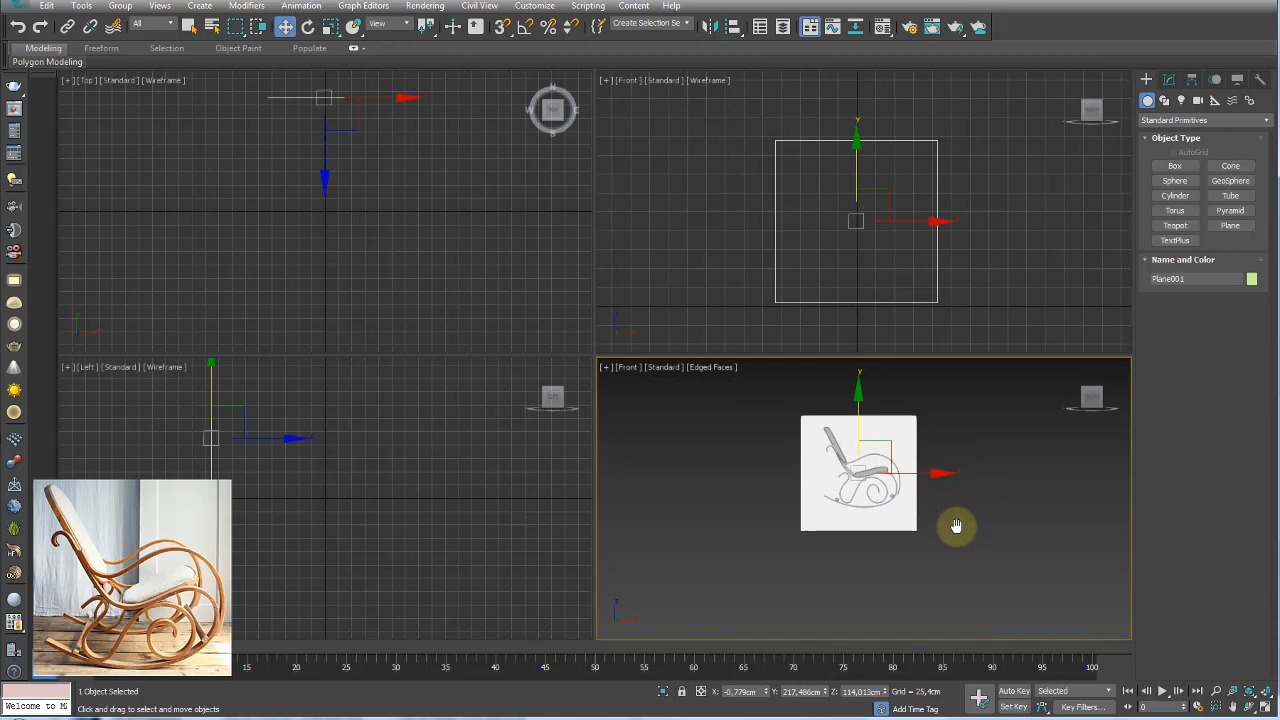 Edit Tools Group Views Create Modifiers Animation Graph Editors Rendering Civil View Customize Scripting Content Help
All View Create Selection Se
Modeling Freeform Selection Object Paint Populate
Polygon Modeling
[+] [Top] [Standard] [Wireframe]
[+] [Front] [Standard] [Wireframe]
Standard Primitives
Object Type
AutoGrid
Box Cone
Sphere GeoSphere
Cylinder Tube
Torus Pyramid
Teapot Plane
TextPlus
Name and Color
Plane001
[+] [Left] [Standard] [Wireframe]
[+] [Front] [Standard] [Edged Faces]
15 20 25 30 35 40 45 50 55 60 65 70 75 80 85 90 95 100
1 Object Selected
X: -0,779cm Y: 217,486cm Z: 114,013cm Grid = 25,4cm
Auto Key Selected
Welcome to M
Click and drag to select and move objects
Add Time Tag
Set Key Key Filters...
0